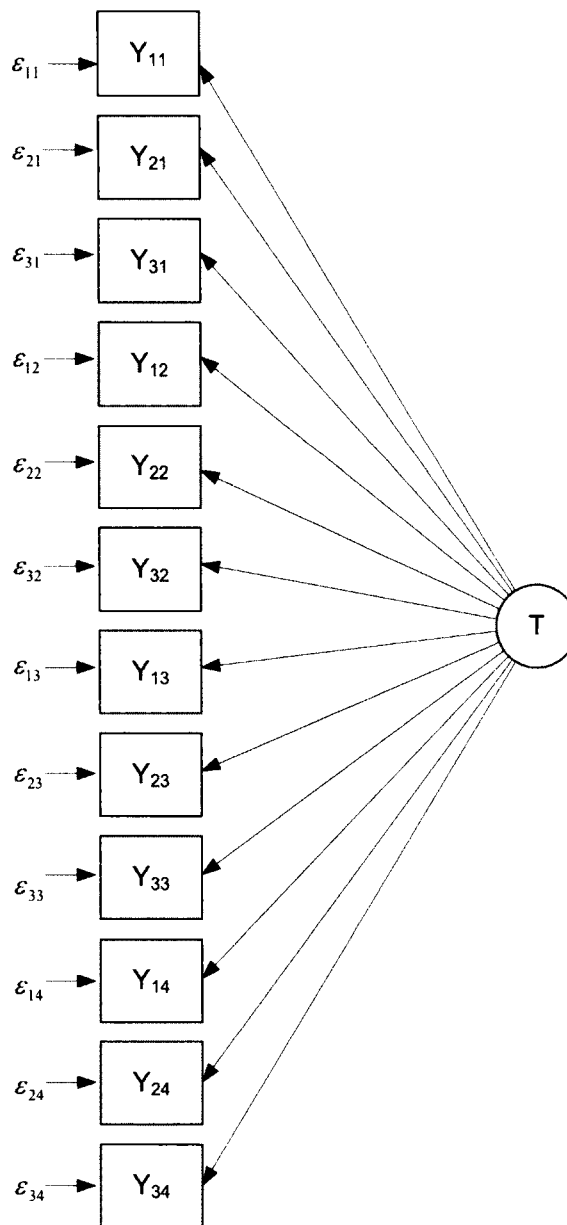 ε₁₁ Y₁₁
ε₂₁ Y₂₁
ε₃₁ Y₃₁
ε₁₂ Y₁₂
ε₂₂ Y₂₂
ε₃₂ Y₃₂
T
ε₁₃ Y₁₃
ε₂₃ Y₂₃
ε₃₃ Y₃₃
ε₁₄ Y₁₄
ε₂₄ Y₂₄
ε₃₄ Y₃₄